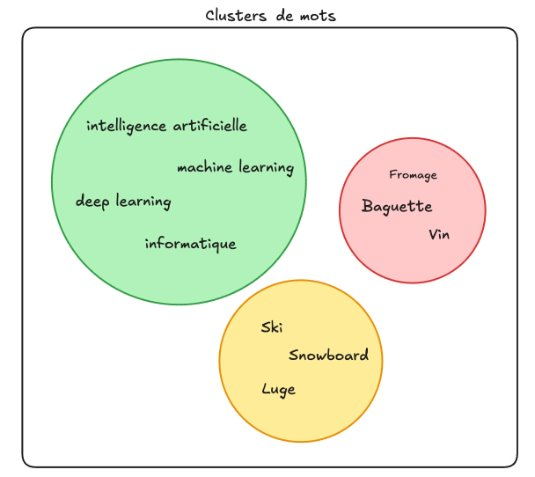 Clusters de mots
intelligence artificielle
machine learning
deep learning
informatique
Fromage
Baguette
Vin
Ski
Snowboard
Luge